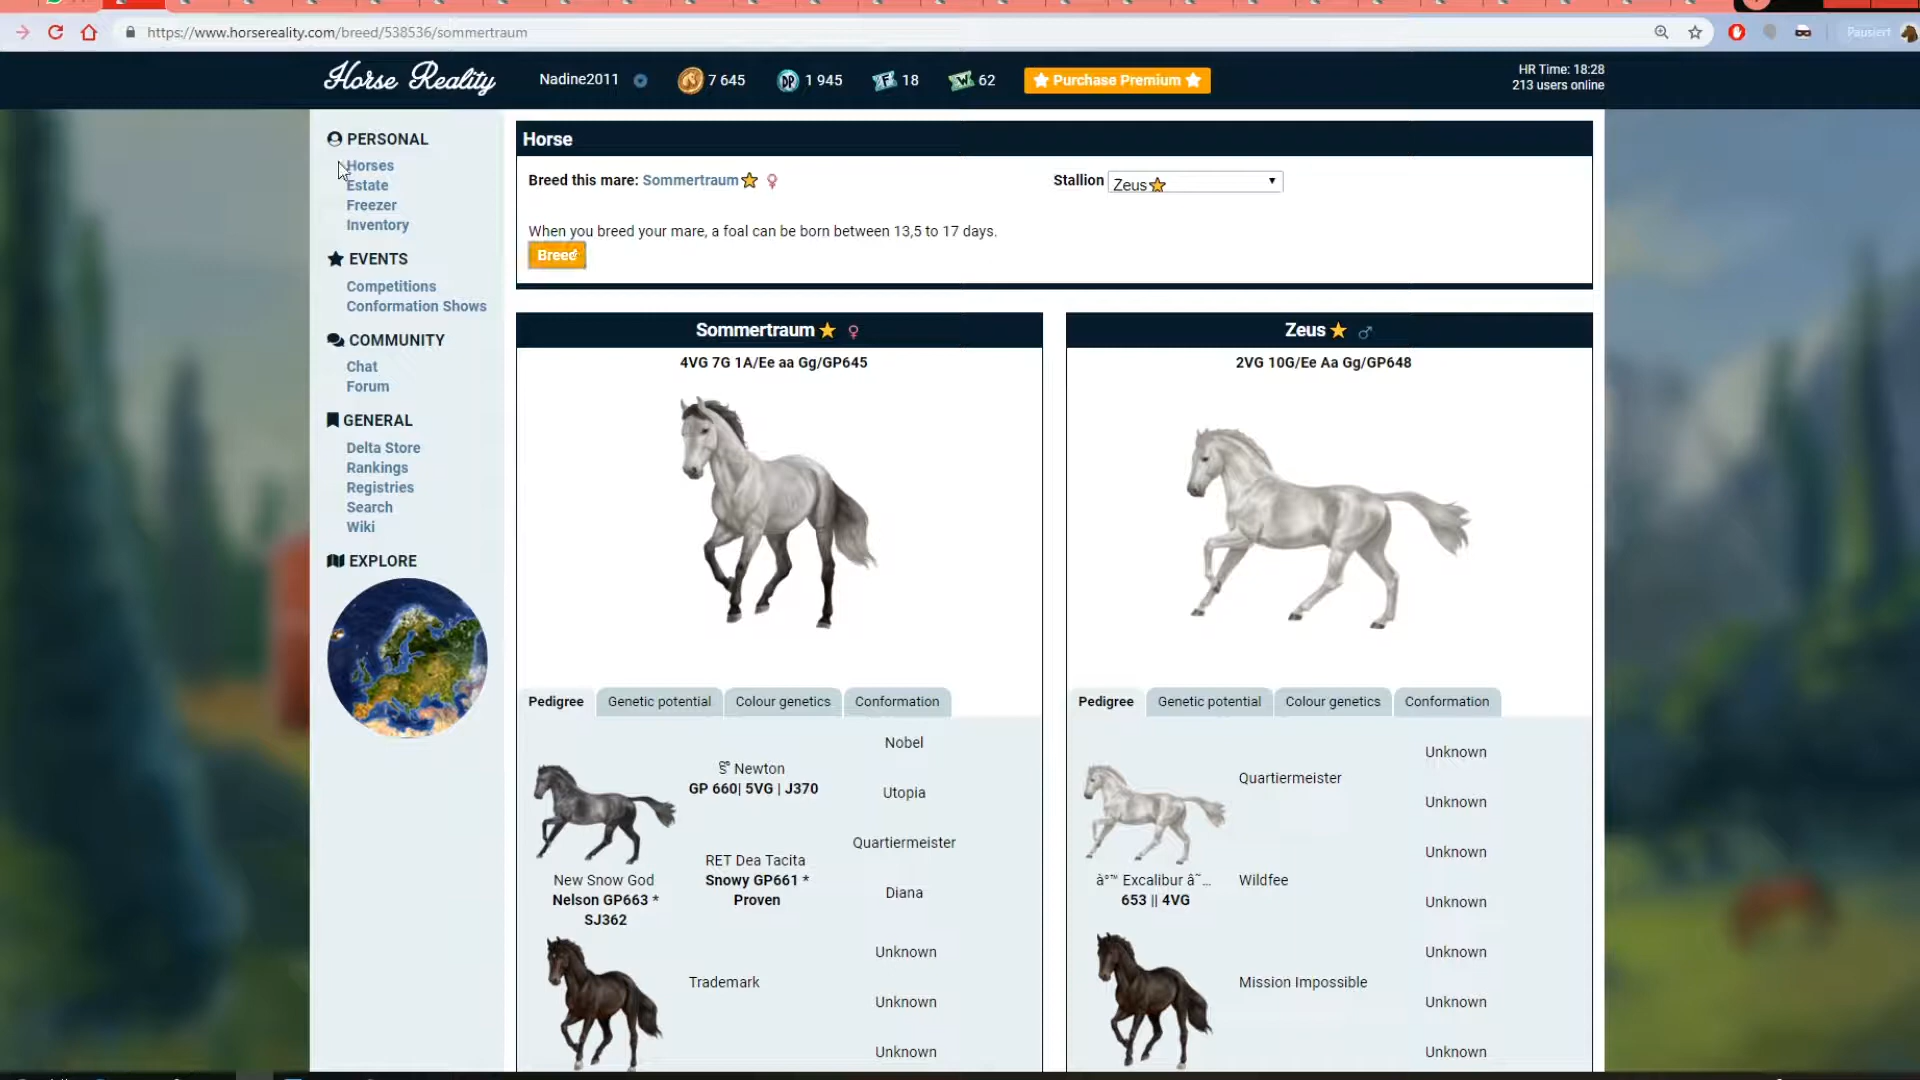 https://www.horsereality.com/breed/538536/sommertraum
Pausiert
Horse Reality
Nadine2011
7 645
DP
1 945
F
18
W
62
Purchase Premium
HR Time: 18:28
213 users online
PERSONAL
Horses
Estate
Freezer
Inventory
EVENTS
Competitions
Conformation Shows
COMMUNITY
Chat
Forum
GENERAL
Delta Store
Rankings
Registries
Search
Wiki
EXPLORE
Horse
Breed this mare: Sommertraum⭐ ♀
Stallion
Zeus⭐
When you breed your mare, a foal can be born between 13,5 to 17 days.
Breed
Sommertraum ⭐ ♀
4VG 7G 1A/Ee aa Gg/GP645
Pedigree
Genetic potential
Colour genetics
Conformation
New Snow God
Nelson GP663 *
SJ362
Newton
GP 660| 5VG | J370
RET Dea Tacita
Snowy GP661 *
Proven
Nobel
Utopia
Quartiermeister
Diana
Trademark
Unknown
Unknown
Unknown
Zeus ⭐ ♂
2VG 10G/Ee Aa Gg/GP648
Pedigree
Genetic potential
Colour genetics
Conformation
à°™ Excalibur â˜...
653 || 4VG
Quartiermeister
Wildfee
Unknown
Unknown
Unknown
Unknown
Mission Impossible
Unknown
Unknown
Unknown